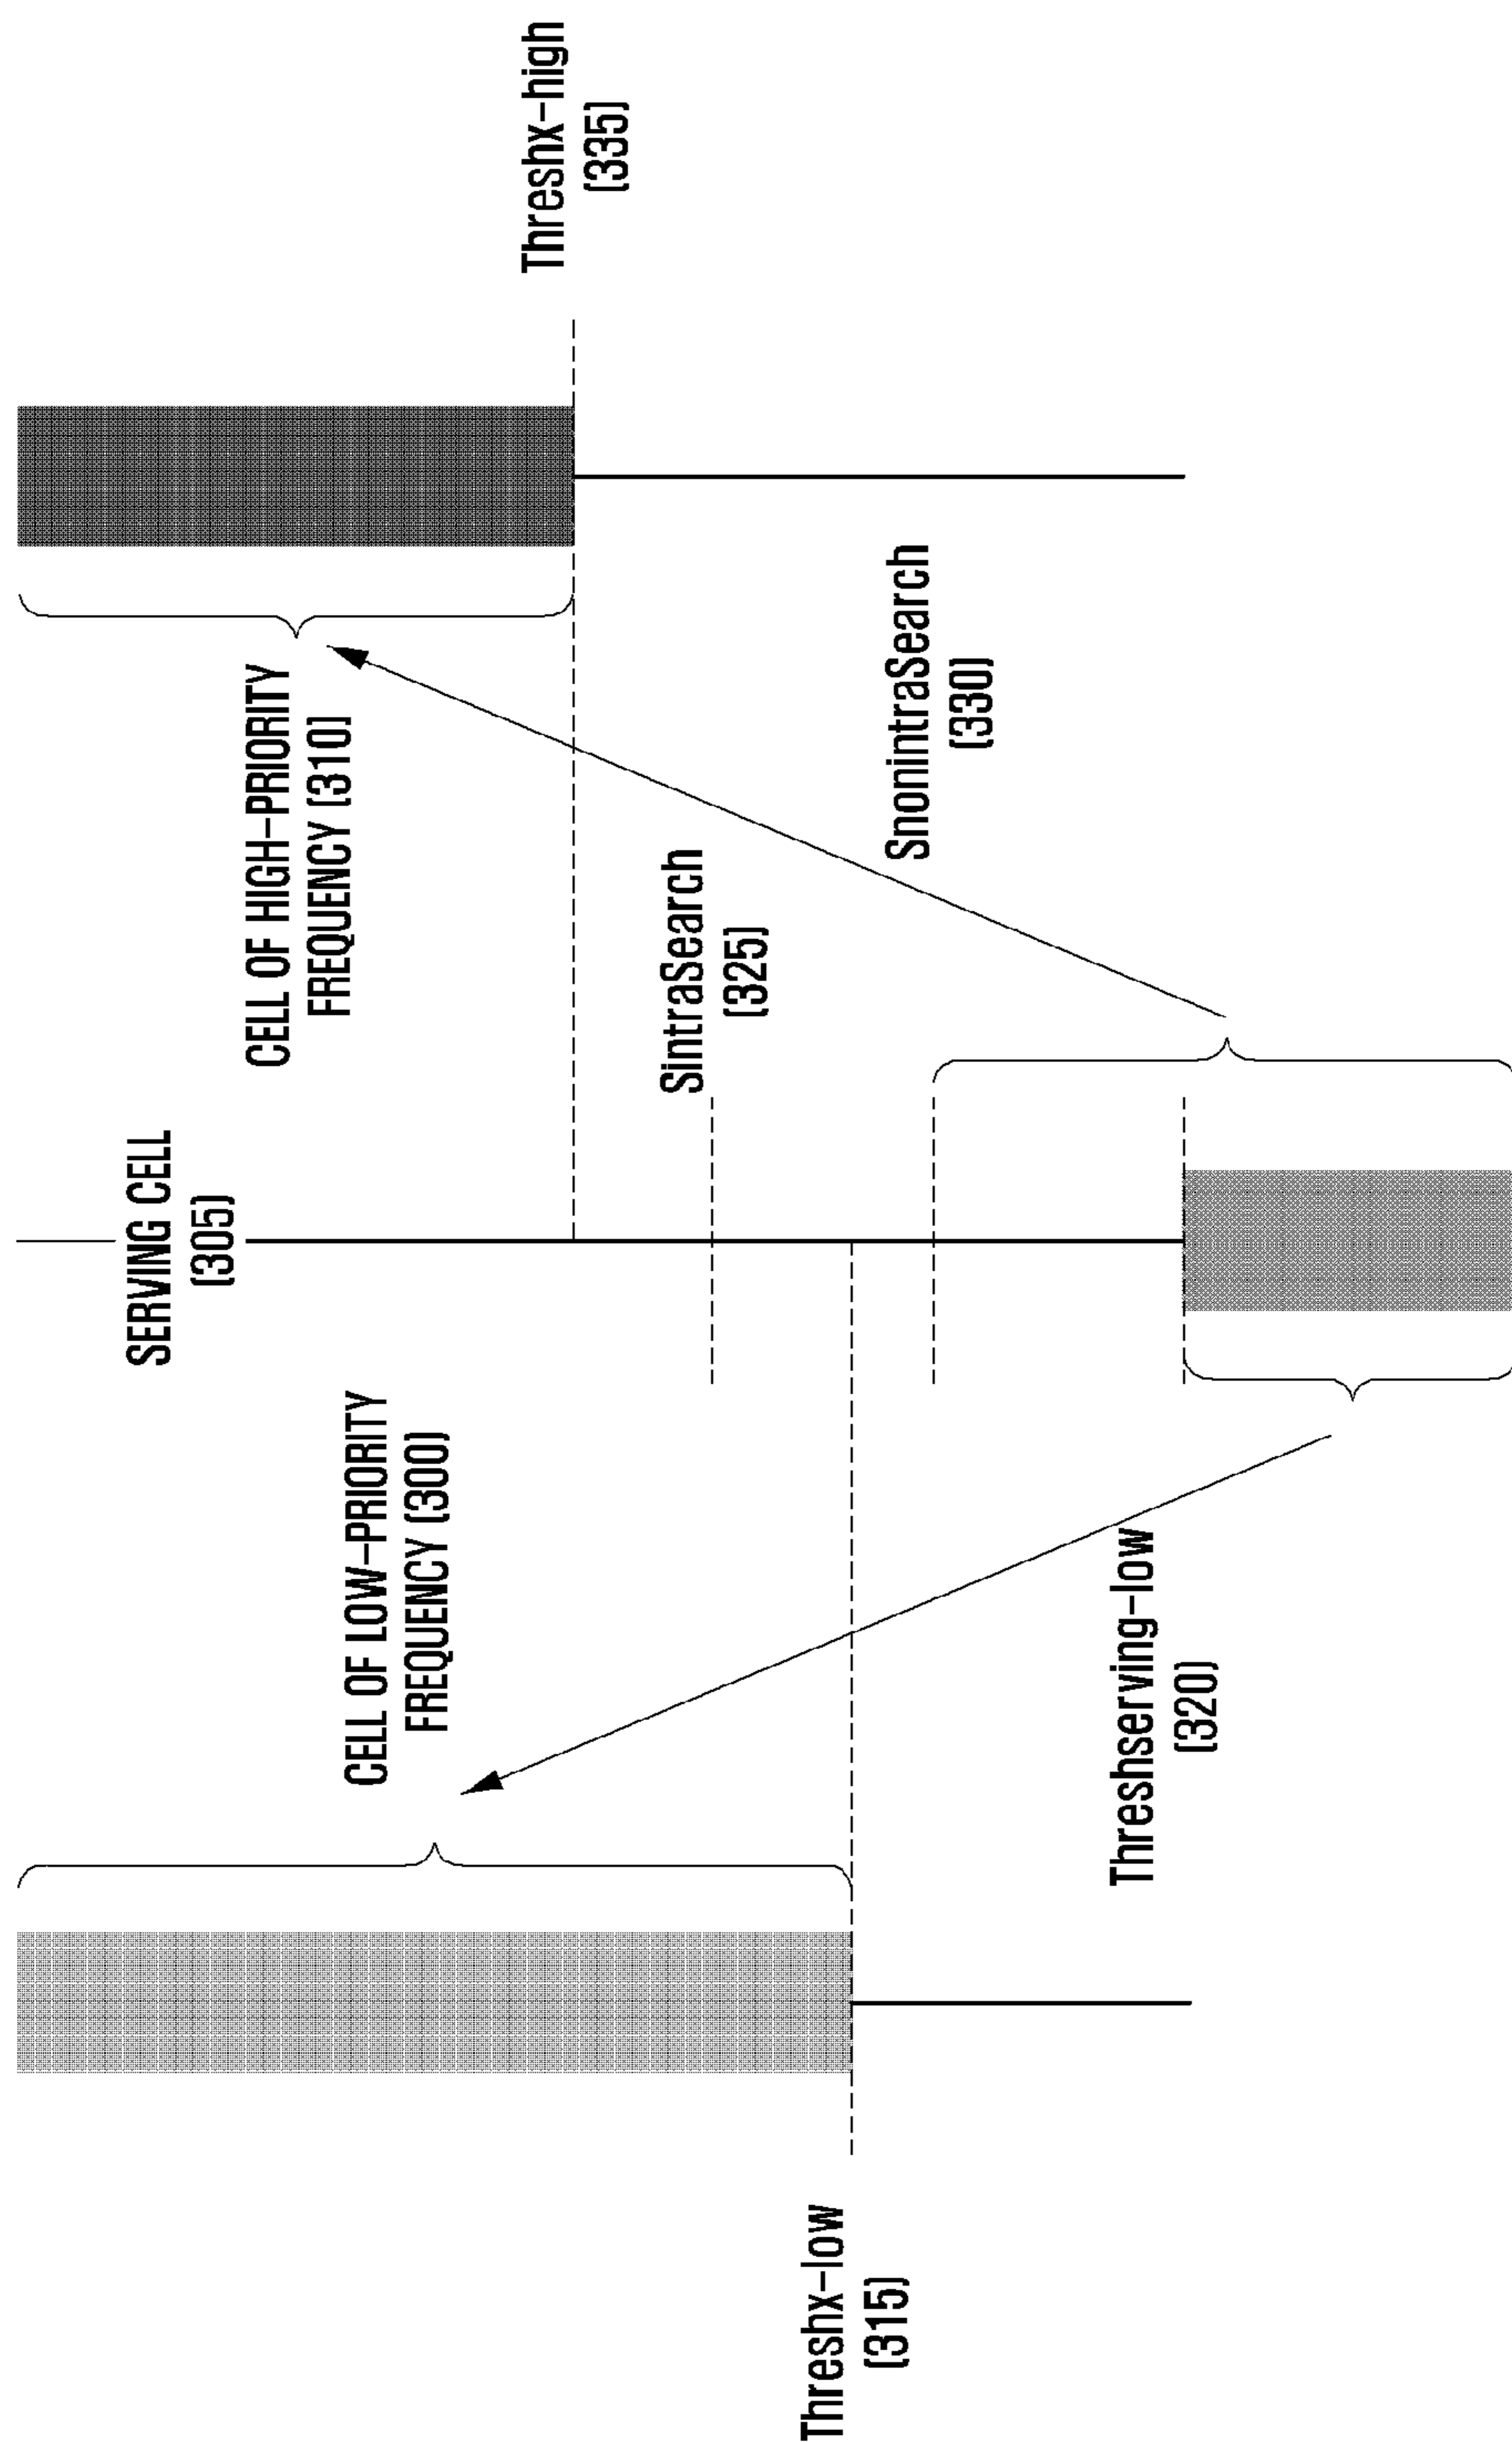 SERVING CELL
(305)
CELL OF HIGH-PRIORITY
FREQUENCY (310)
CELL OF LOW-PRIORITY
FREQUENCY (300)
Threshx-high
(335)
SintraSearch
(325)
Threshx-low
(315)
SnonintraSearch
(330)
Threshserving-low
(320)